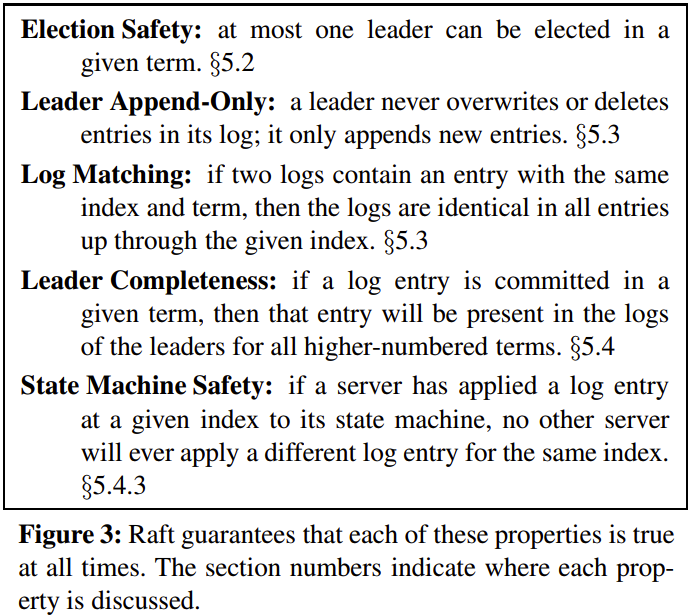 Election Safety: at most one leader can be elected in a
given term. §5.2
Leader Append-Only: a leader never overwrites or deletes
entries in its log; it only appends new entries. §5.3
Log Matching: if two logs contain an entry with the same
index and term, then the logs are identical in all entries
up through the given index. §5.3
Leader Completeness: if a log entry is committed in a
given term, then that entry will be present in the logs
of the leaders for all higher-numbered terms. §5.4
State Machine Safety: if a server has applied a log entry
at a given index to its state machine, no other server
will ever apply a different log entry for the same index.
§5.4.3
Figure 3: Raft guarantees that each of these properties is true
at all times. The section numbers indicate where each prop-
erty is discussed.